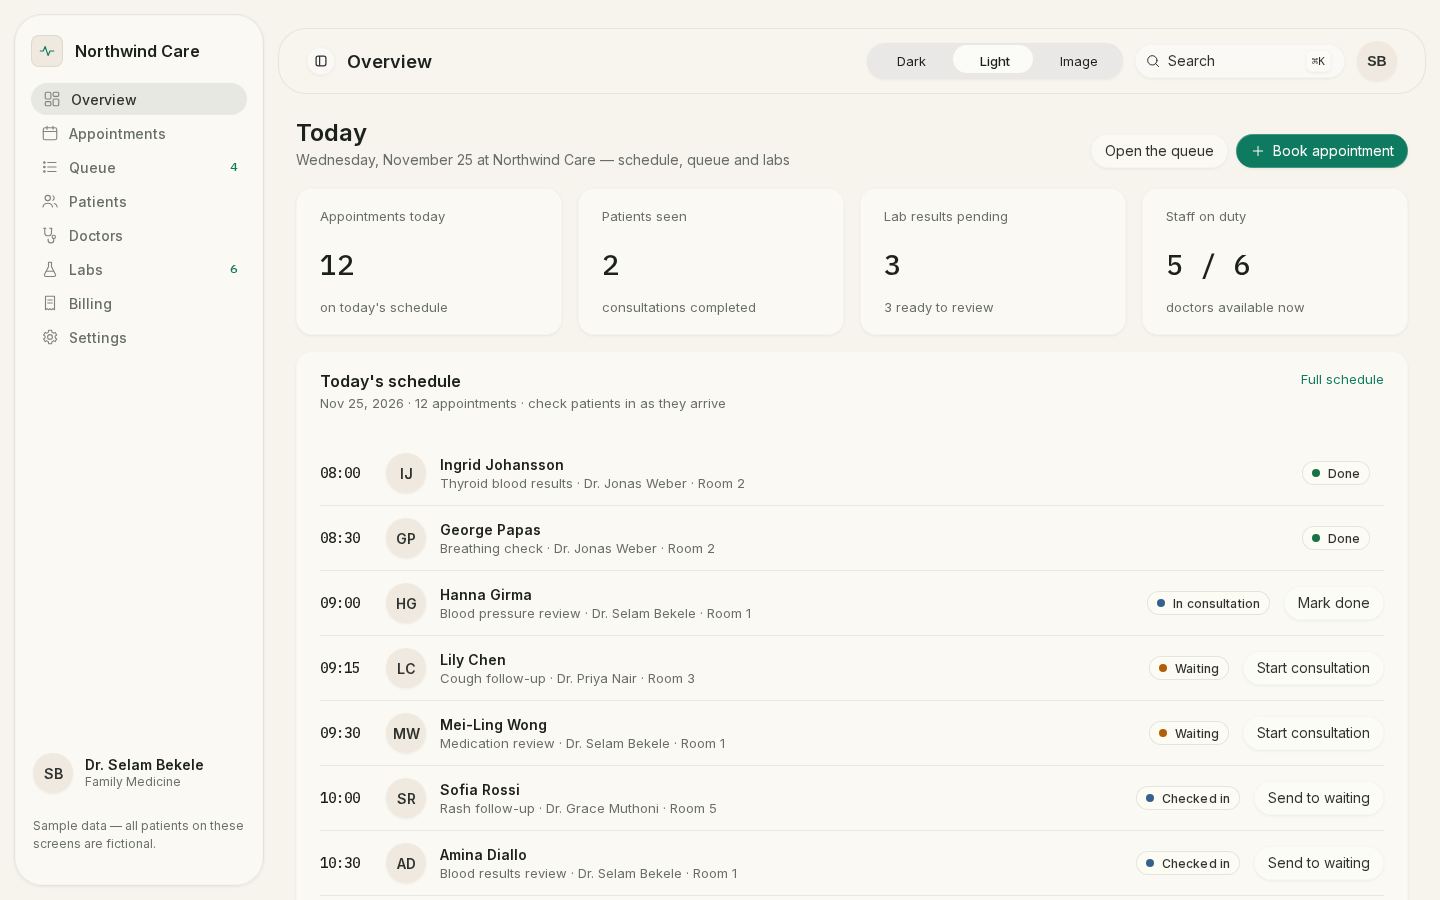 Northwind Care
Overview
Appointments
Queue 4
Patients
Doctors
Labs 6
Billing
Settings
SB
Dr. Selam Bekele
Family Medicine
Sample data — all patients on these
screens are fictional.
Overview
Dark Light Image
Search ⌘K
SB
Today
Wednesday, November 25 at Northwind Care — schedule, queue and labs
Open the queue
Book appointment
Appointments today
12
on today's schedule
Patients seen
2
consultations completed
Lab results pending
3
3 ready to review
Staff on duty
5 / 6
doctors available now
Today's schedule
Full schedule
Nov 25, 2026 · 12 appointments · check patients in as they arrive
08:00 IJ Ingrid Johansson
Thyroid blood results · Dr. Jonas Weber · Room 2
Done
08:30 GP George Papas
Breathing check · Dr. Jonas Weber · Room 2
Done
09:00 HG Hanna Girma
Blood pressure review · Dr. Selam Bekele · Room 1
In consultation Mark done
09:15 LC Lily Chen
Cough follow-up · Dr. Priya Nair · Room 3
Waiting Start consultation
09:30 MW Mei-Ling Wong
Medication review · Dr. Selam Bekele · Room 1
Waiting Start consultation
10:00 SR Sofia Rossi
Rash follow-up · Dr. Grace Muthoni · Room 5
Checked in Send to waiting
10:30 AD Amina Diallo
Blood results review · Dr. Selam Bekele · Room 1
Checked in Send to waiting